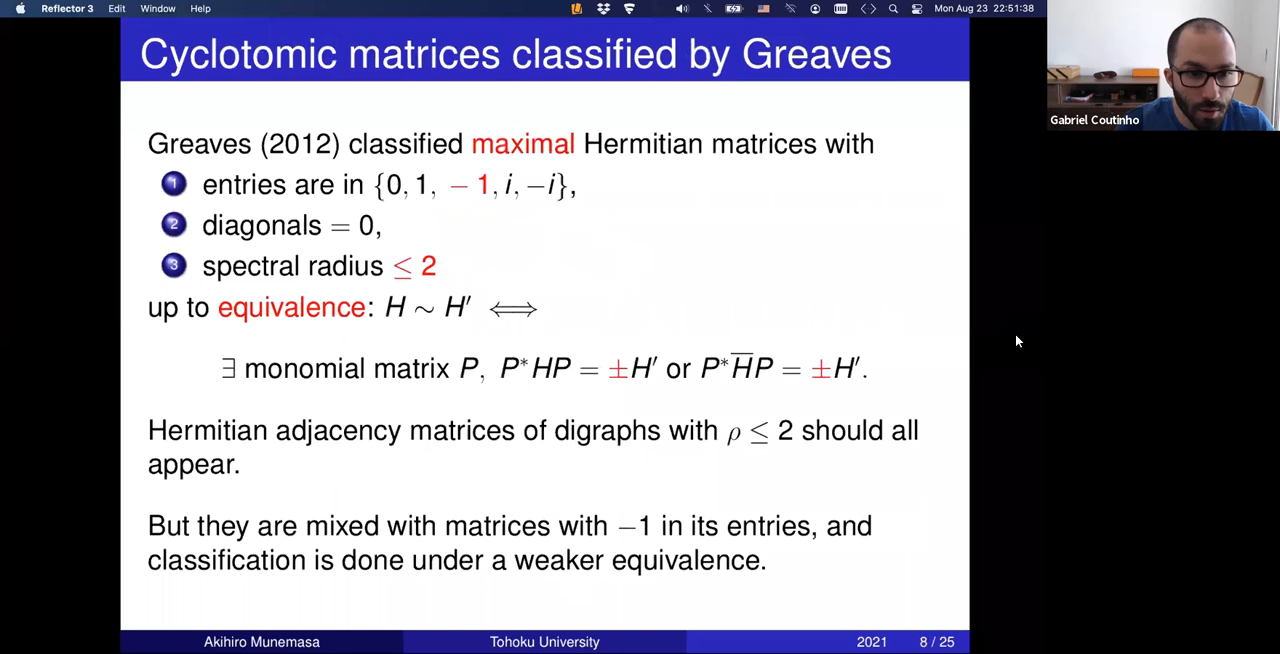 Reflector 3 Edit Window Help
Mon Aug 23 22:51:38
Cyclotomic matrices classified by Greaves
Gabriel Coutinho
Greaves (2012) classified maximal Hermitian matrices with
1 entries are in {0, 1, − 1, i, −i},
2 diagonals = 0,
3 spectral radius ≤ 2
up to equivalence: H ∼ H′ ⟺
∃ monomial matrix P, P*HP = ±H′ or P*H̅P = ±H′.
Hermitian adjacency matrices of digraphs with ρ ≤ 2 should all
appear.
But they are mixed with matrices with −1 in its entries, and
classification is done under a weaker equivalence.
Akihiro Munemasa Tohoku University 2021 8 / 25